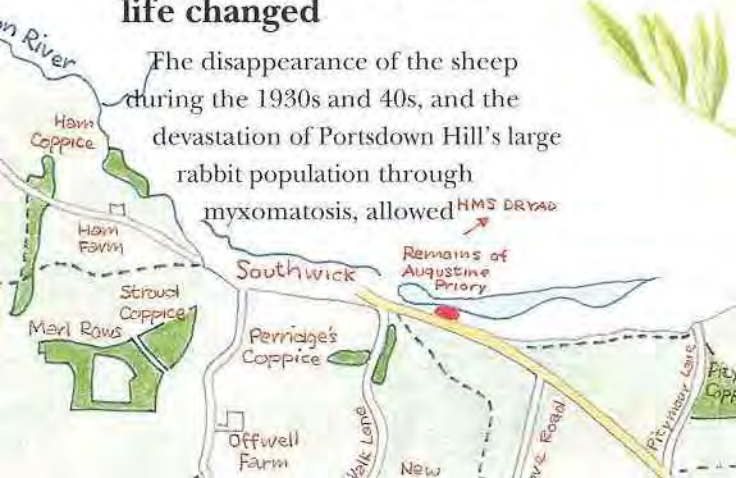 life changed
The disappearance of the sheep
during the 1930s and 40s, and the
devastation of Portsdown Hill's large
rabbit population through
myxomatosis, allowed
River
Ham
Coppice
HMS DRYAD
Ham
Farm
Remains of
Augustine
Priory
Southwick
Stroud
Coppice
Marl Rows
Perridge's
Coppice
Pitymoor Lane
Offwell
Farm
Road
Lane
New